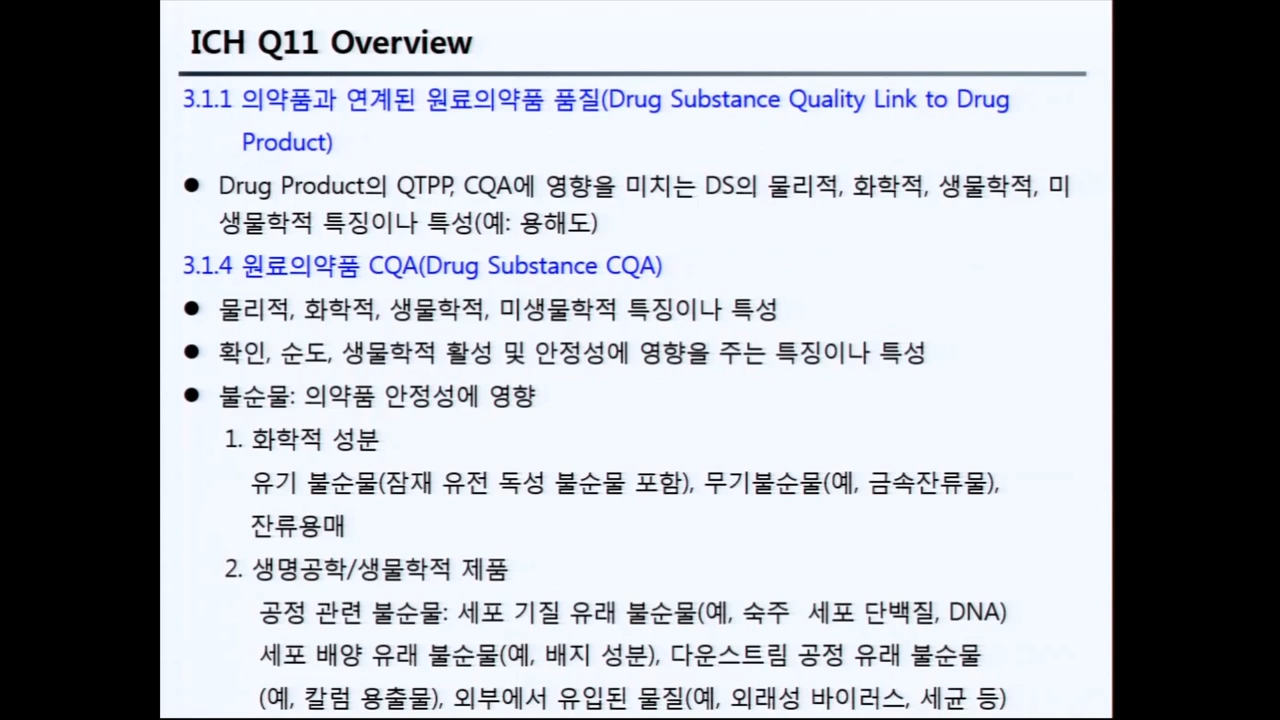 ICH Q11 Overview
3.1.1 의약품과 연계된 원료의약품 품질(Drug Substance Quality Link to Drug
Product)
● Drug Product의 QTPP, CQA에 영향을 미치는 DS의 물리적, 화학적, 생물학적, 미
생물학적 특징이나 특성(예: 용해도)
3.1.4 원료의약품 CQA(Drug Substance CQA)
● 물리적, 화학적, 생물학적, 미생물학적 특징이나 특성
● 확인, 순도, 생물학적 활성 및 안정성에 영향을 주는 특징이나 특성
● 불순물: 의약품 안정성에 영향
1. 화학적 성분
유기 불순물(잠재 유전 독성 불순물 포함), 무기불순물(예, 금속잔류물),
잔류용매
2. 생명공학/생물학적 제품
공정 관련 불순물: 세포 기질 유래 불순물(예, 숙주 세포 단백질, DNA)
세포 배양 유래 불순물(예, 배지 성분), 다운스트림 공정 유래 불순물
(예, 칼럼 용출물), 외부에서 유입된 물질(예, 외래성 바이러스, 세균 등)